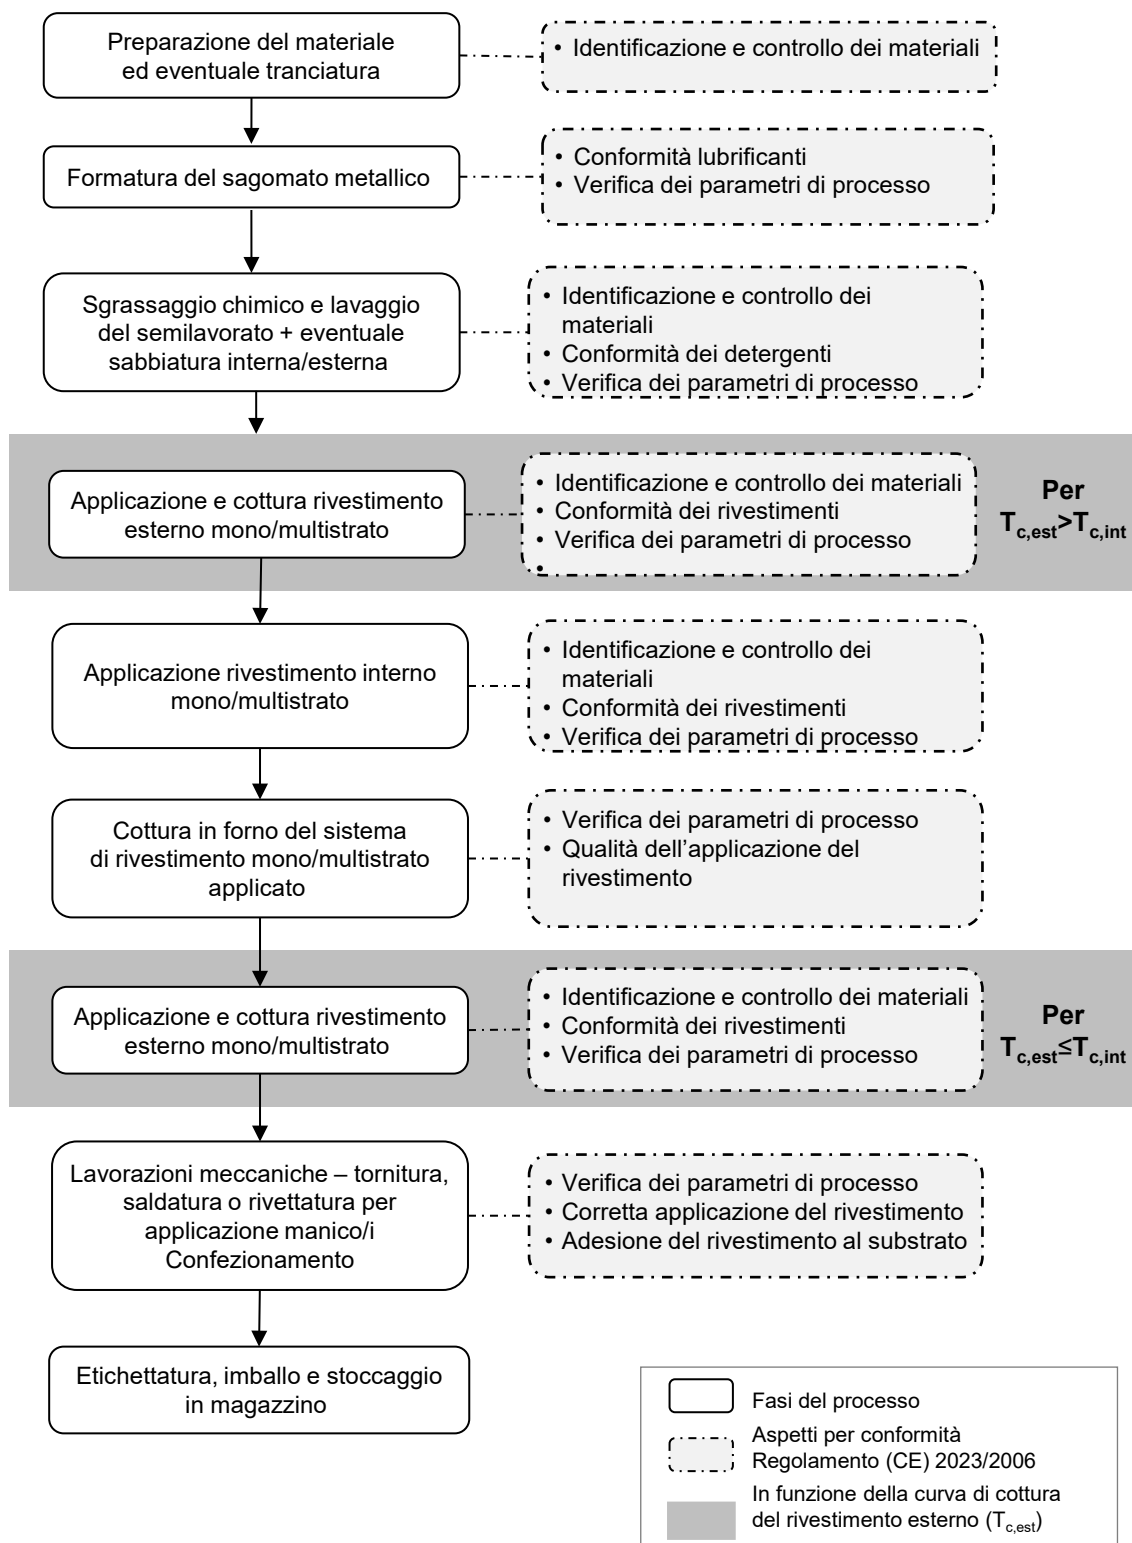 Preparazione del materiale
ed eventuale tranciatura
• Identificazione e controllo dei materiali
Formatura del sagomato metallico
• Conformità lubrificanti
• Verifica dei parametri di processo
Sgrassaggio chimico e lavaggio
del semilavorato + eventuale
sabbiatura interna/esterna
• Identificazione e controllo dei
materiali
• Conformità dei detergenti
• Verifica dei parametri di processo
Applicazione e cottura rivestimento
esterno mono/multistrato
• Identificazione e controllo dei materiali
• Conformità dei rivestimenti
• Verifica dei parametri di processo
•
Per
Tc,est>Tc,int
Applicazione rivestimento interno
mono/multistrato
• Identificazione e controllo dei
materiali
• Conformità dei rivestimenti
• Verifica dei parametri di processo
Cottura in forno del sistema
di rivestimento mono/multistrato
applicato
• Verifica dei parametri di processo
• Qualità dell’applicazione del
rivestimento
Applicazione e cottura rivestimento
esterno mono/multistrato
• Identificazione e controllo dei materiali
• Conformità dei rivestimenti
• Verifica dei parametri di processo
Per
Tc,est≤Tc,int
Lavorazioni meccaniche – tornitura,
saldatura o rivettatura per
applicazione manico/i
Confezionamento
• Verifica dei parametri di processo
• Corretta applicazione del rivestimento
• Adesione del rivestimento al substrato
Etichettatura, imballo e stoccaggio
in magazzino
Fasi del processo
Aspetti per conformità
Regolamento (CE) 2023/2006
In funzione della curva di cottura
del rivestimento esterno (Tc,est)